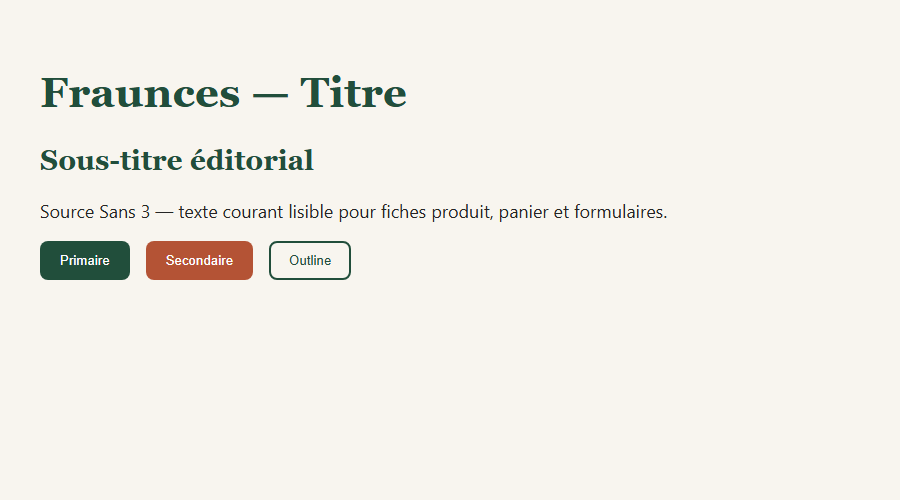 Fraunces — Titre
Sous-titre éditorial
Source Sans 3 — texte courant lisible pour fiches produit, panier et formulaires.
Primaire
Secondaire
Outline